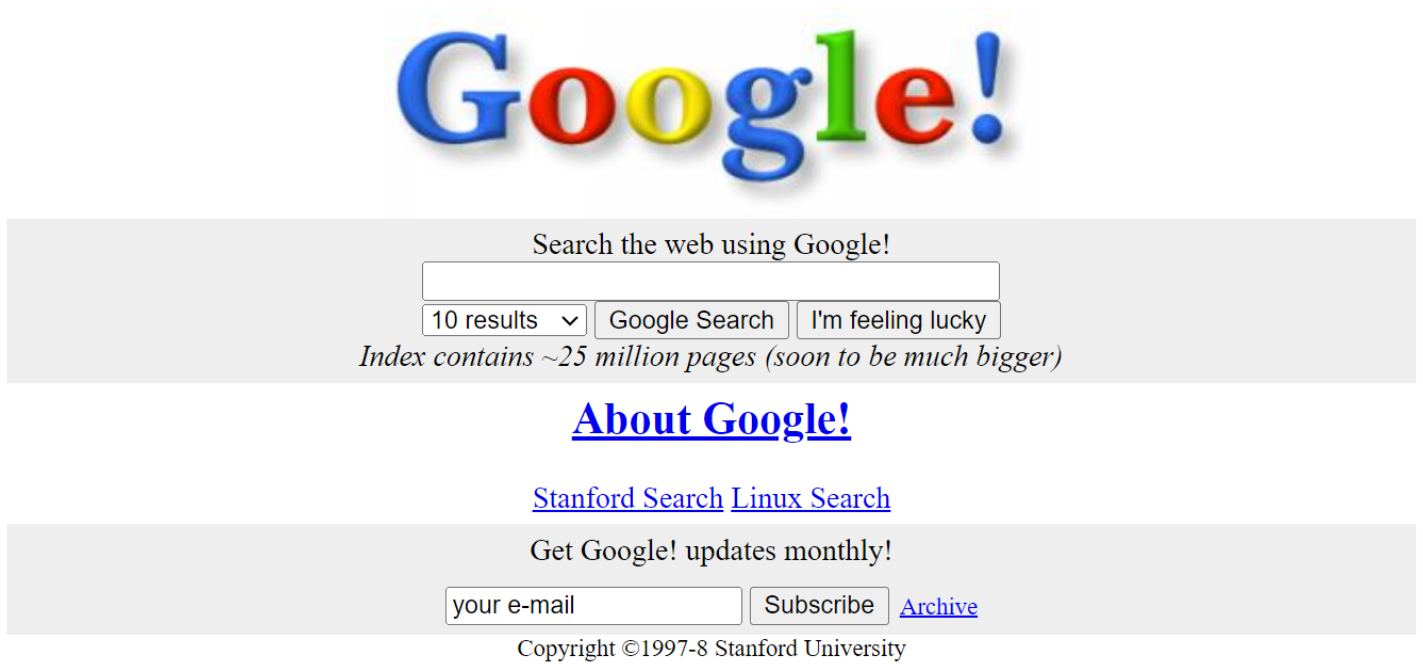 Google!
Search the web using Google!
10 results Google Search I'm feeling lucky
Index contains ~25 million pages (soon to be much bigger)
About Google!
Stanford Search Linux Search
Get Google! updates monthly!
your e-mail Subscribe Archive
Copyright ©1997-8 Stanford University